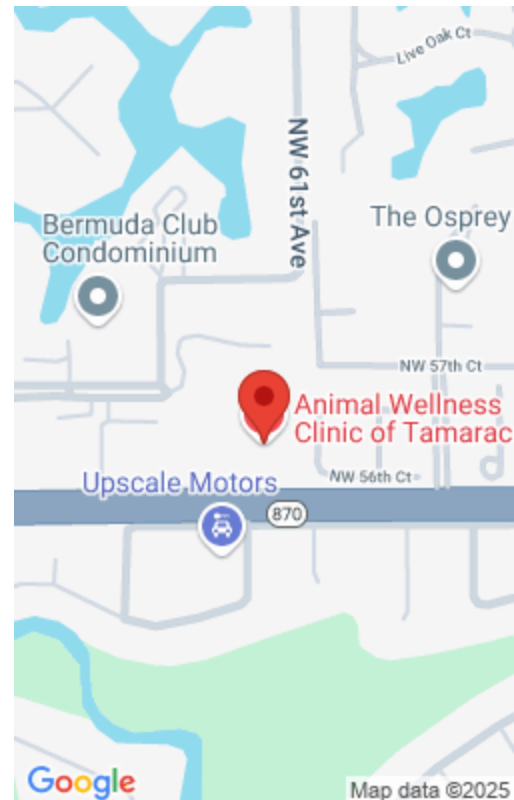 Live Oak Ct
NW 61st Ave
Bermuda Club
Condominium
The Osprey
NW 57th Ct
Animal Wellness
Clinic of Tamarac
NW 56th Ct
Upscale Motors
870
Google
Map data ©2025